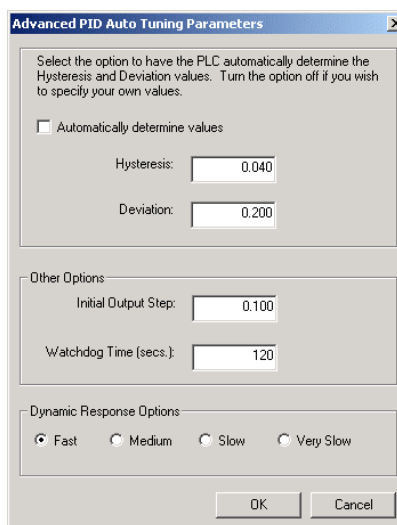 Advanced PID Auto Tuning Parameters
Select the option to have the PLC automatically determine the
Hysteresis and Deviation values. Turn the option off if you wish
to specify your own values.
Automatically determine values
Hysteresis: 0.040
Deviation: 0.200
Other Options
Initial Output Step: 0.100
Watchdog Time (secs.): 120
Dynamic Response Options
Fast Medium Slow Very Slow
OK Cancel